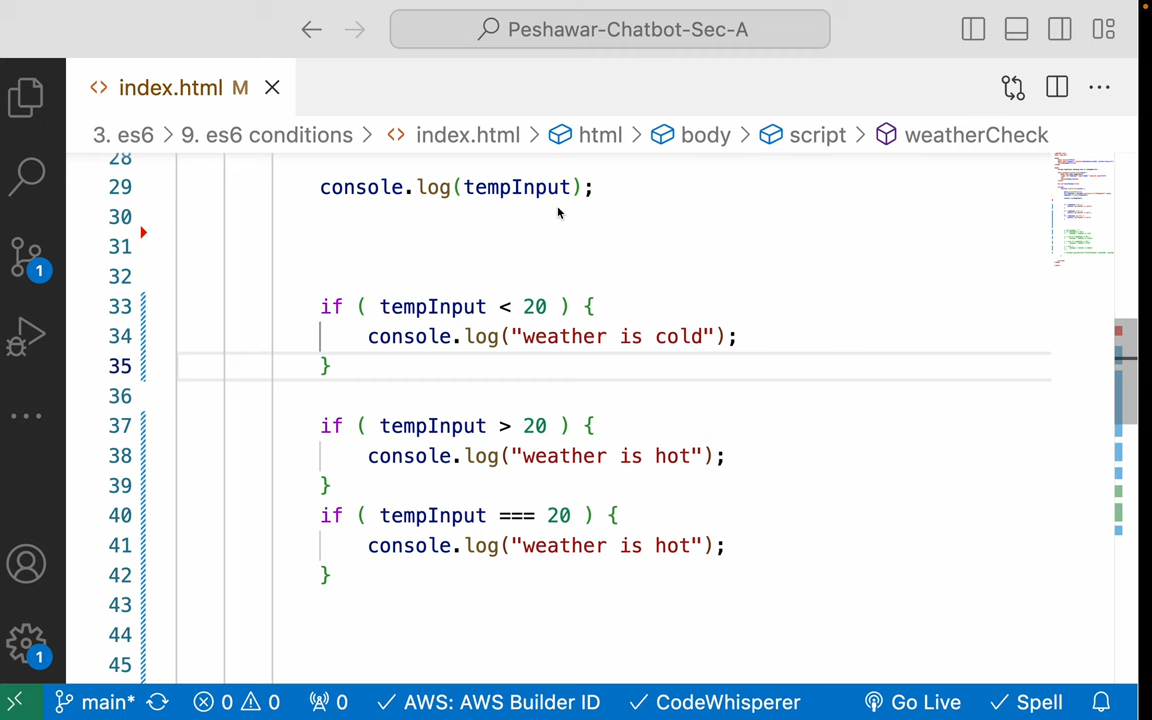 Peshawar-Chatbot-Sec-A
index.html M
3. es6 > 9. es6 conditions > index.html > html > body > script > weatherCheck
28
29 console.log(tempInput);
30
31
32
33 if ( tempInput < 20 ) {
34 console.log("weather is cold");
35 }
36
37 if ( tempInput > 20 ) {
38 console.log("weather is hot");
39 }
40 if ( tempInput === 20 ) {
41 console.log("weather is hot");
42 }
43
44
45
1
1
main* 0 0 0 AWS: AWS Builder ID CodeWhisperer Go Live Spell